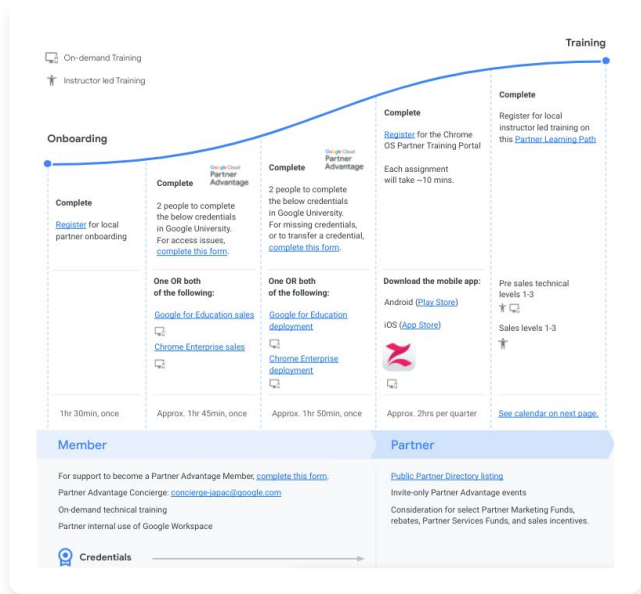 Training
On-demand Training
Instructor led Training
Onboarding
Complete
Register for local
partner onboarding
1hr 30min, once
Google Cloud
Partner
Advantage
Complete
2 people to complete
the below credentials
in Google University.
For access issues,
complete this form.
One OR both
of the following:
Google for Education sales
Chrome Enterprise sales
Approx. 1hr 45min, once
Google Cloud
Partner
Advantage
Complete
2 people to complete
the below credentials
in Google University.
For missing credentials,
or to transfer a credential,
complete this form.
One OR both
of the following:
Google for Education
deployment
Chrome Enterprise
deployment
Approx. 1hr 50min, once
Complete
Register for the Chrome
OS Partner Training Portal
Each assignment
will take ~10 mins.
Download the mobile app:
Android (Play Store)
iOS (App Store)
Approx. 2hrs per quarter
Complete
Register for local
instructor led training on
this Partner Learning Path
Pre sales technical
levels 1-3
Sales levels 1-3
See calendar on next page.
Member
For support to become a Partner Advantage Member, complete this form.
Partner Advantage Concierge: concierge-japac@google.com
On-demand technical training
Partner internal use of Google Workspace
Credentials
Partner
Public Partner Directory listing
Invite-only Partner Advantage events
Consideration for select Partner Marketing Funds,
rebates, Partner Services Funds, and sales incentives.